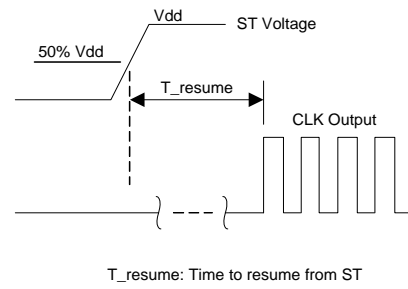 Vdd
ST Voltage
50% Vdd
T_resume
CLK Output
T_resume: Time to resume from ST